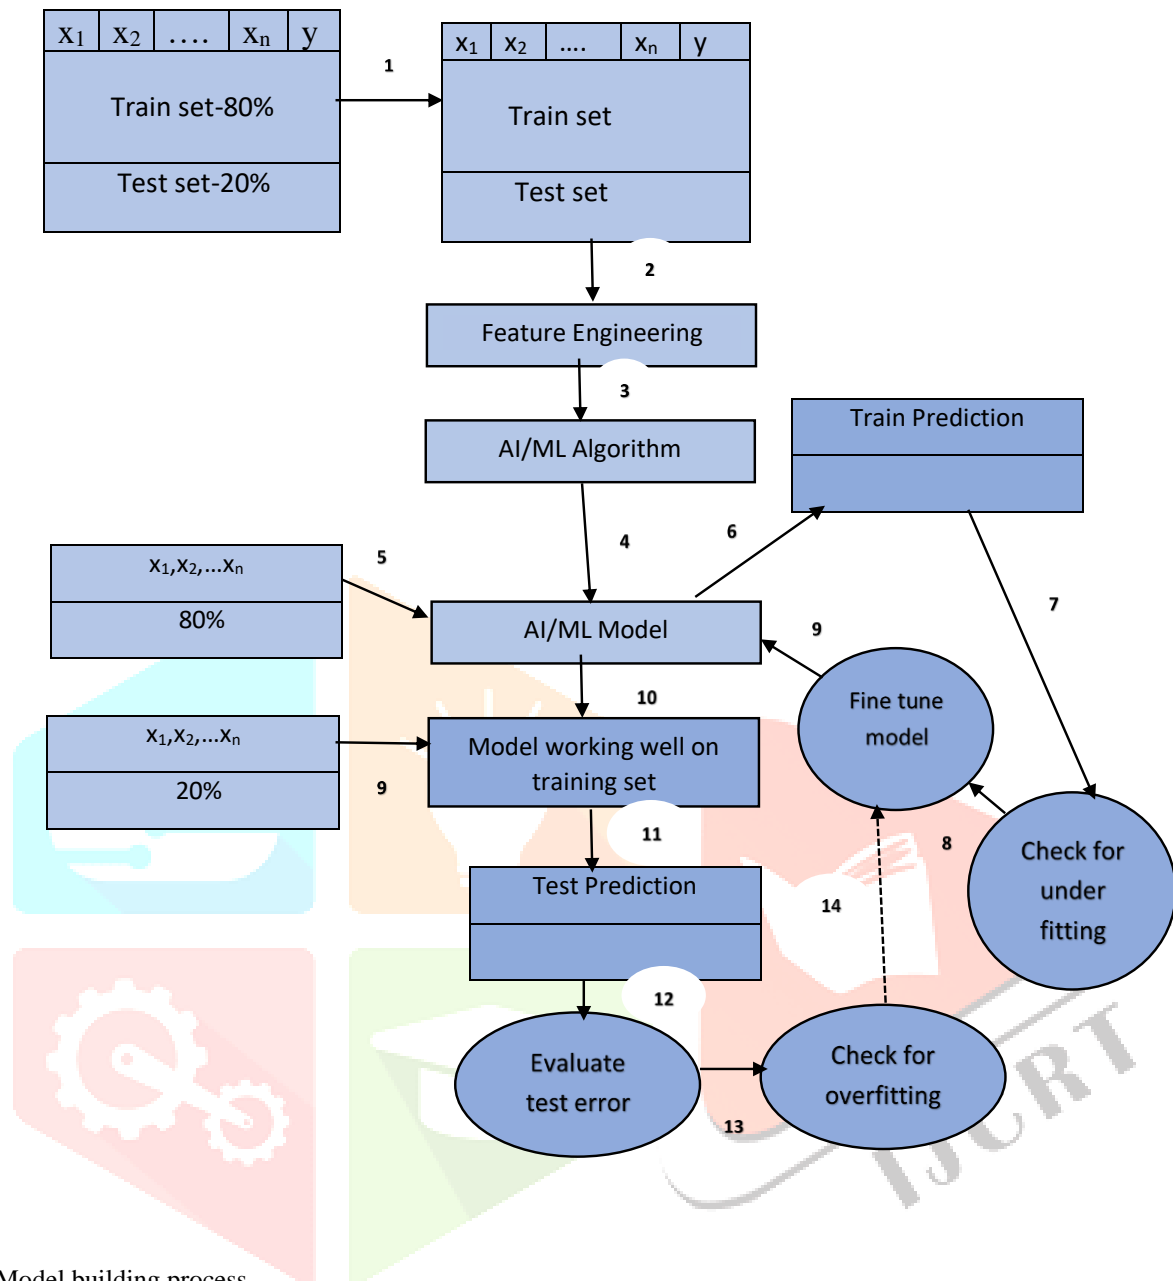 x1 x2 .... xn y
Train set-80%
Test set-20%
1
x1 x2 .... xn y
Train set
Test set
2
Feature Engineering
3
AI/ML Algorithm
Train Prediction
4
6
5
x1,x2,...xn
80%
AI/ML Model
7
9
10
Fine tune
model
x1,x2,...xn
20%
9
Model working well on
training set
11
8
Check for
under
fitting
Test Prediction
14
12
Evaluate
test error
13
Check for
overfitting
IJCRT
Model building process